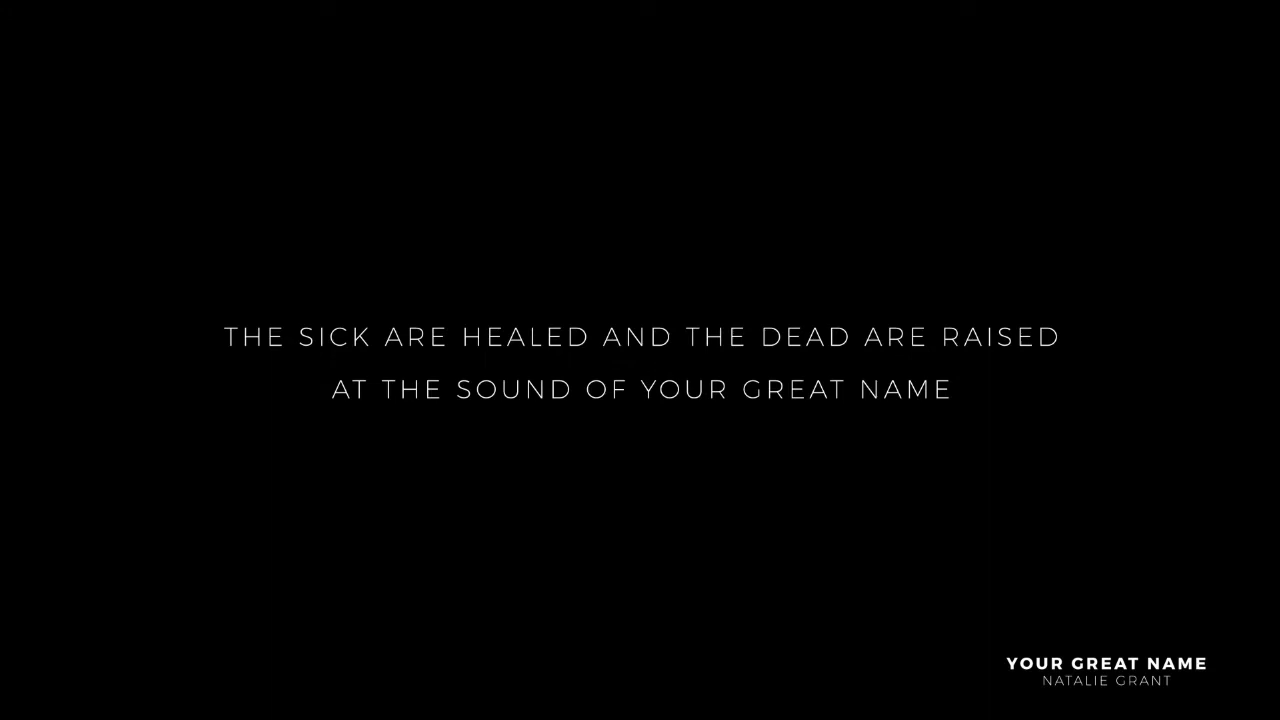 THE SICK ARE HEALED AND THE DEAD ARE RAISED
AT THE SOUND OF YOUR GREAT NAME
YOUR GREAT NAME
NATALIE GRANT